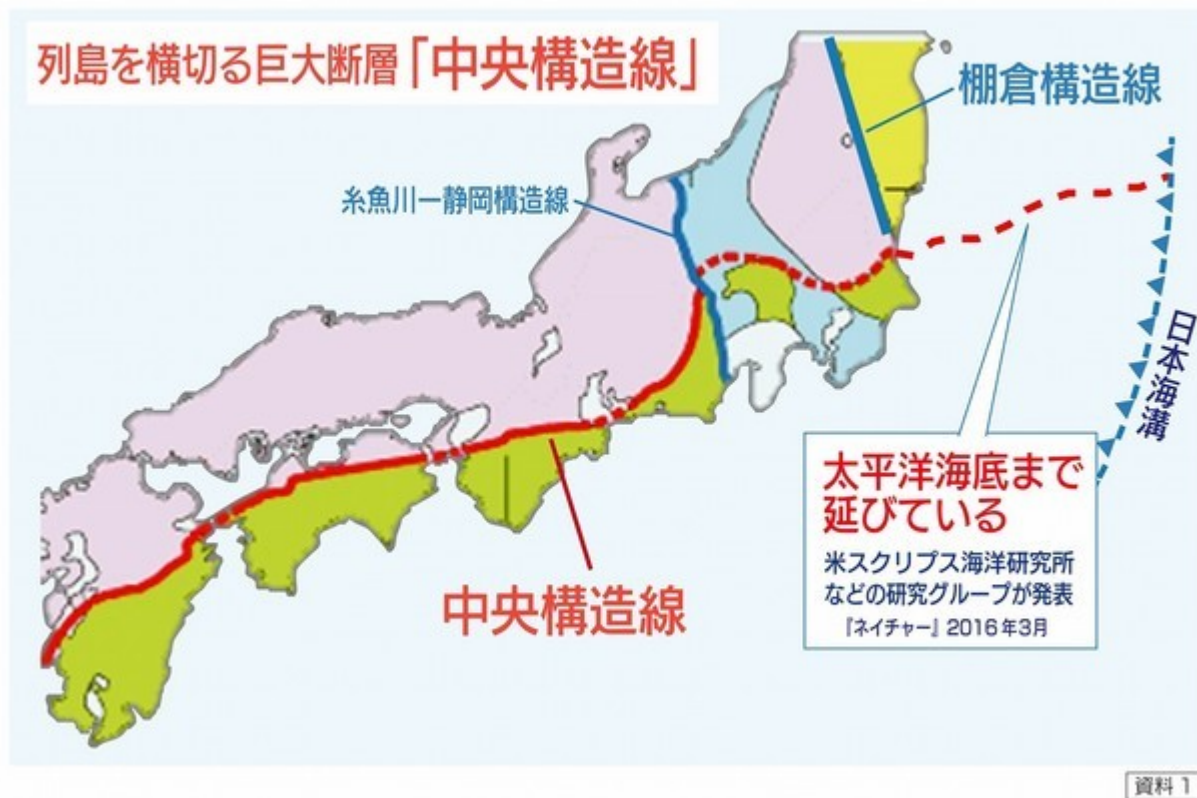 列島を横切る巨大断層「中央構造線」
棚倉構造線
糸魚川ー静岡構造線
日本海溝
太平洋海底まで
延びている
米スクリプス海洋研究所
などの研究グループが発表
『ネイチャー』2016年3月
中央構造線
資料1